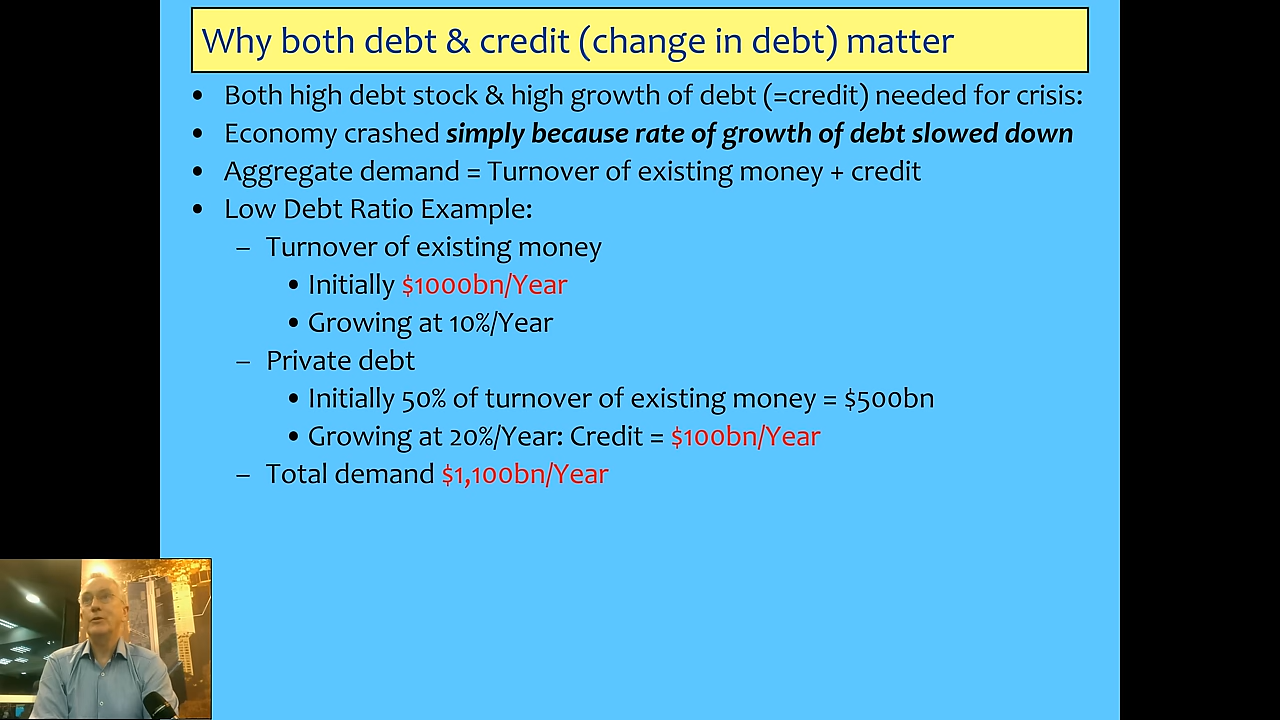 Why both debt & credit (change in debt) matter
• Both high debt stock & high growth of debt (=credit) needed for crisis:
• Economy crashed simply because rate of growth of debt slowed down
• Aggregate demand = Turnover of existing money + credit
• Low Debt Ratio Example:
– Turnover of existing money
• Initially $1000bn/Year
• Growing at 10%/Year
– Private debt
• Initially 50% of turnover of existing money = $500bn
• Growing at 20%/Year: Credit = $100bn/Year
– Total demand $1,100bn/Year